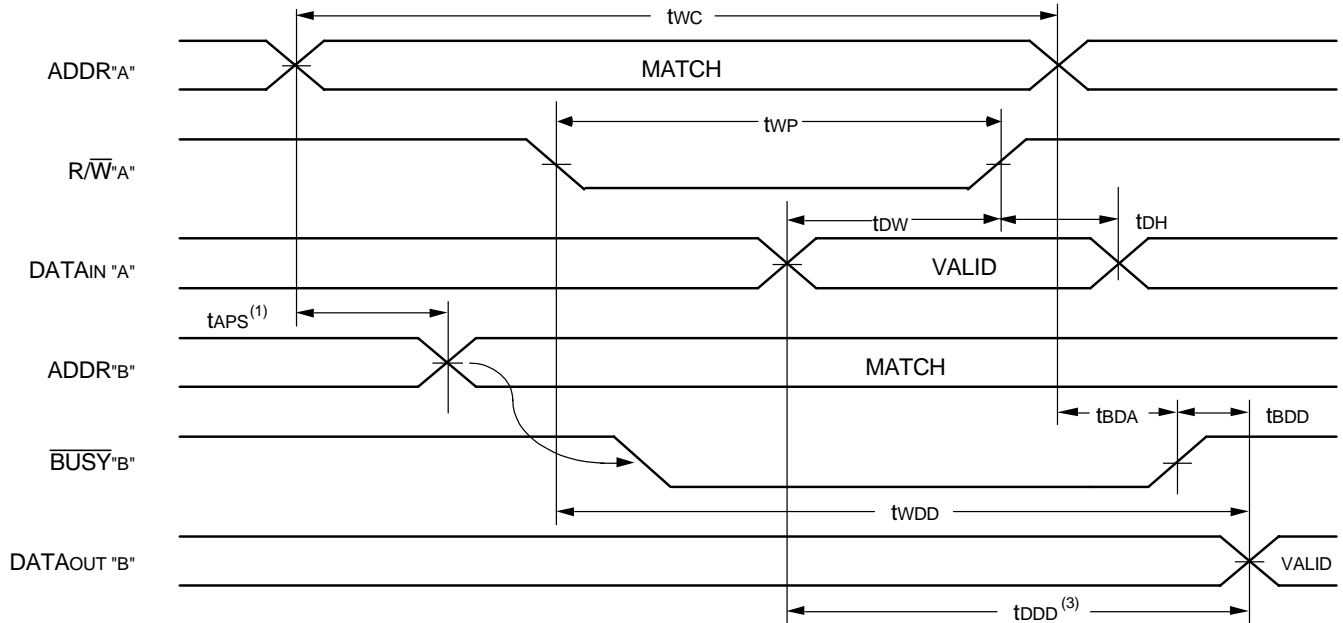 tWC
ADDR"A"
MATCH
tWP
R/W"A"
tDW
tDH
DATAIN "A"
VALID
tAPS(1)
ADDR"B"
MATCH
tBDA
tBDD
BUSY"B"
tWDD
DATAOUT "B"
VALID
tDDD(3)